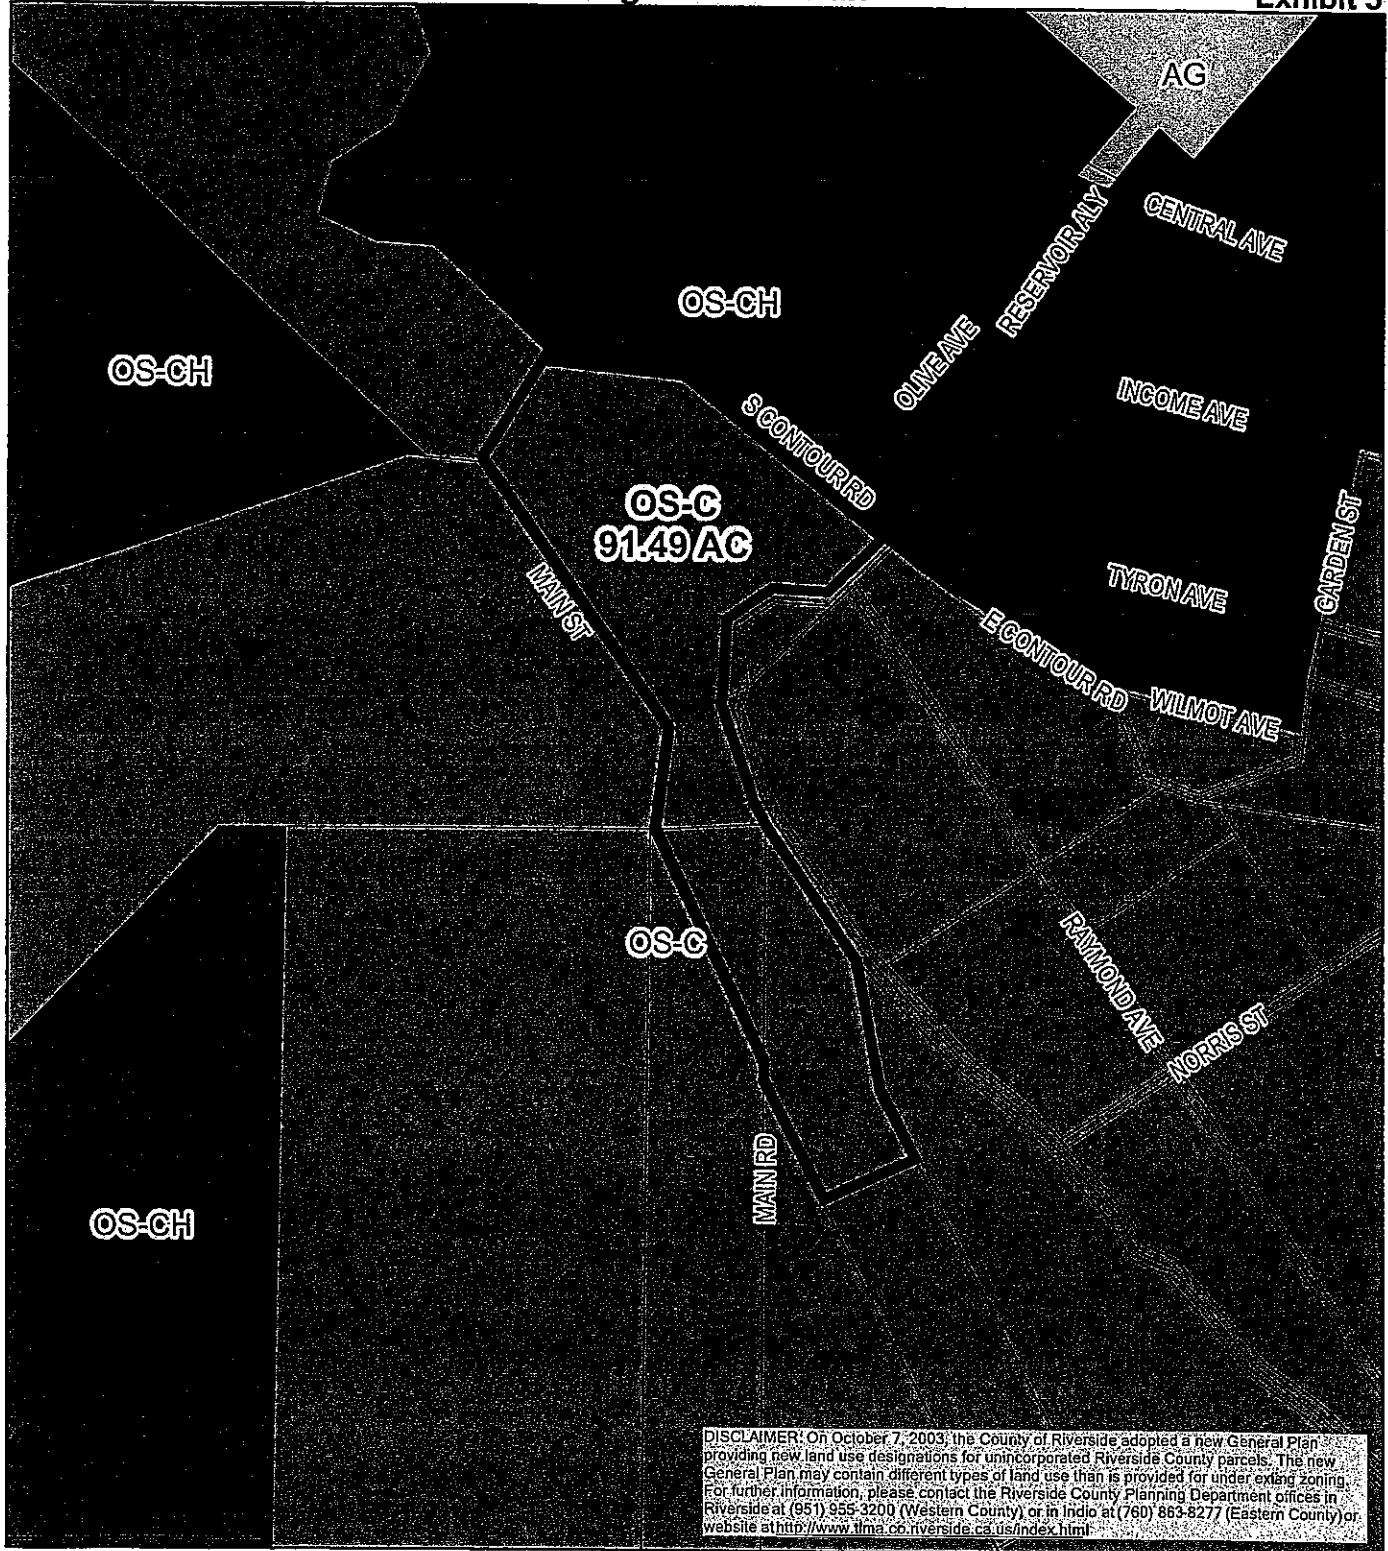 Exhibit 5
AG
CENTRAL AVE
RESERVOIR ALY
OS-CH
OLIVE AVE
OS-CH
INCOME AVE
S CONTOUR RD
OS-C
91.49 AC
GARDEN ST
MAIN ST
TYRON AVE
E CONTOUR RD
WILMOT AVE
OS-C
RAYMOND AVE
NORRIS ST
MAIN RD
OS-CH
DISCLAIMER: On October 7, 2003, the County of Riverside adopted a new General Plan
providing new land use designations for unincorporated Riverside County parcels. The new
General Plan may contain different types of land use than is provided for under exiting zoning.
For further information, please contact the Riverside County Planning Department offices in
Riverside at (951) 955-3200 (Western County) or in Indio at (760) 863-8277 (Eastern County) or
website at http://www.tlma.co.riverside.ca.us/index.html